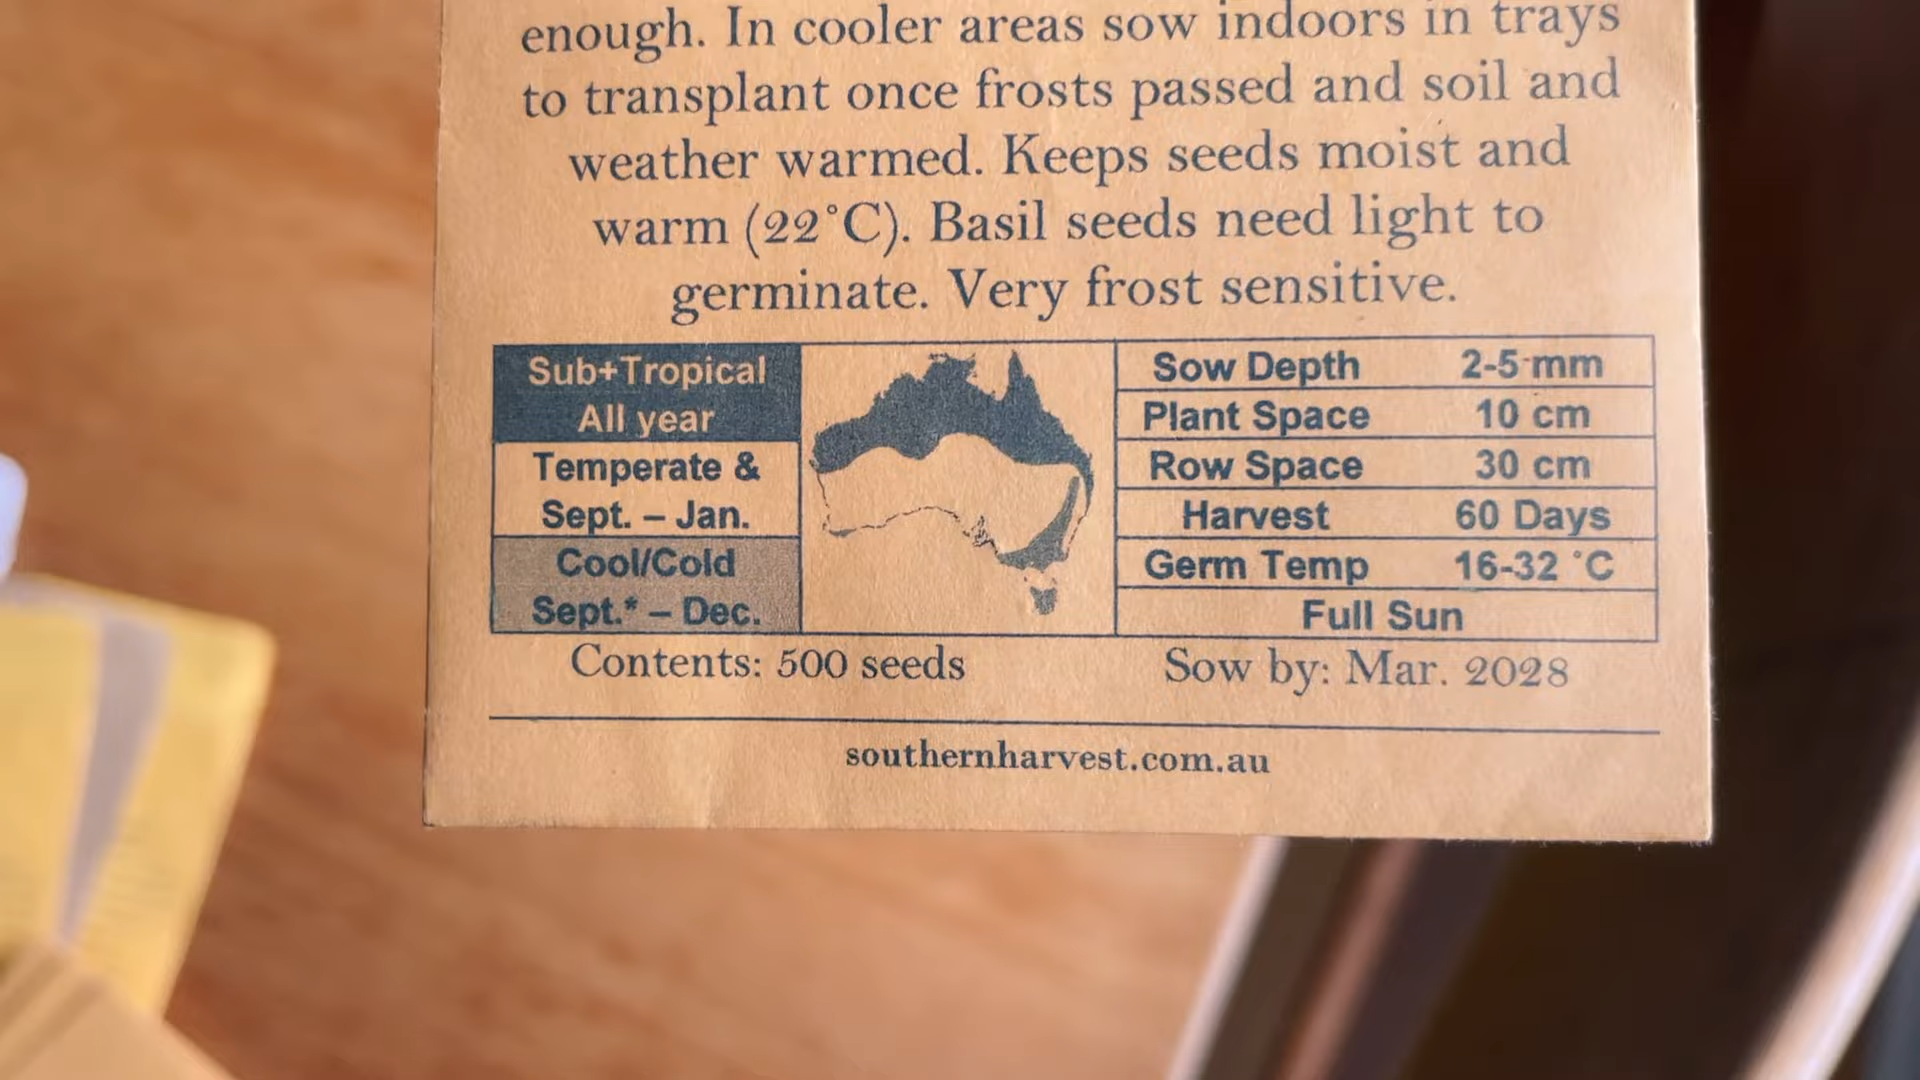 enough. In cooler areas sow indoors in trays
to transplant once frosts passed and soil and
weather warmed. Keeps seeds moist and
warm (22°C). Basil seeds need light to
germinate. Very frost sensitive.
Sub+Tropical
All year
Temperate &
Sept. – Jan.
Cool/Cold
Sept.* – Dec.
Sow Depth 2-5 mm
Plant Space 10 cm
Row Space 30 cm
Harvest 60 Days
Germ Temp 16-32 °C
Full Sun
Contents: 500 seeds
Sow by: Mar. 2028
southernharvest.com.au